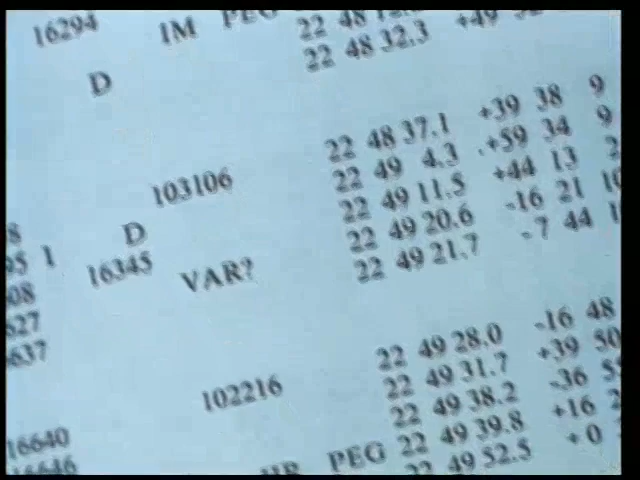 16294 IM PEG
D 22 48
22 48 32.3 +49
103106 22 48 37.1 +39 38 9
1 D 22 49 4.3 +59 34 9
16345 22 49 11.5 +44 13
VAR? 22 49 20.6 -16 21
22 49 21.7 -7 44
16640 102216 22 49 28.0 -16 48
16646 22 49 31.7 +39 50
22 49 38.2 -36
PEG 22 49 39.8 +16
22 49 52.5 +0